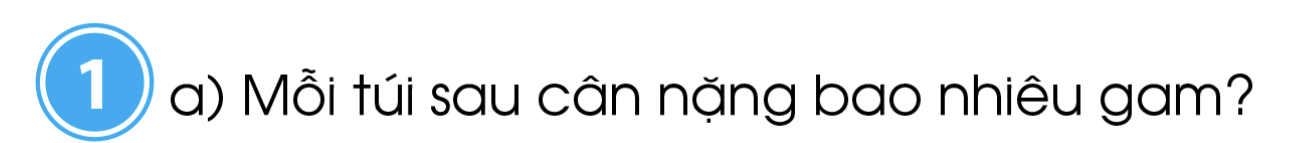 1 a) Mỗi túi sau cân nặng bao nhiêu gam?